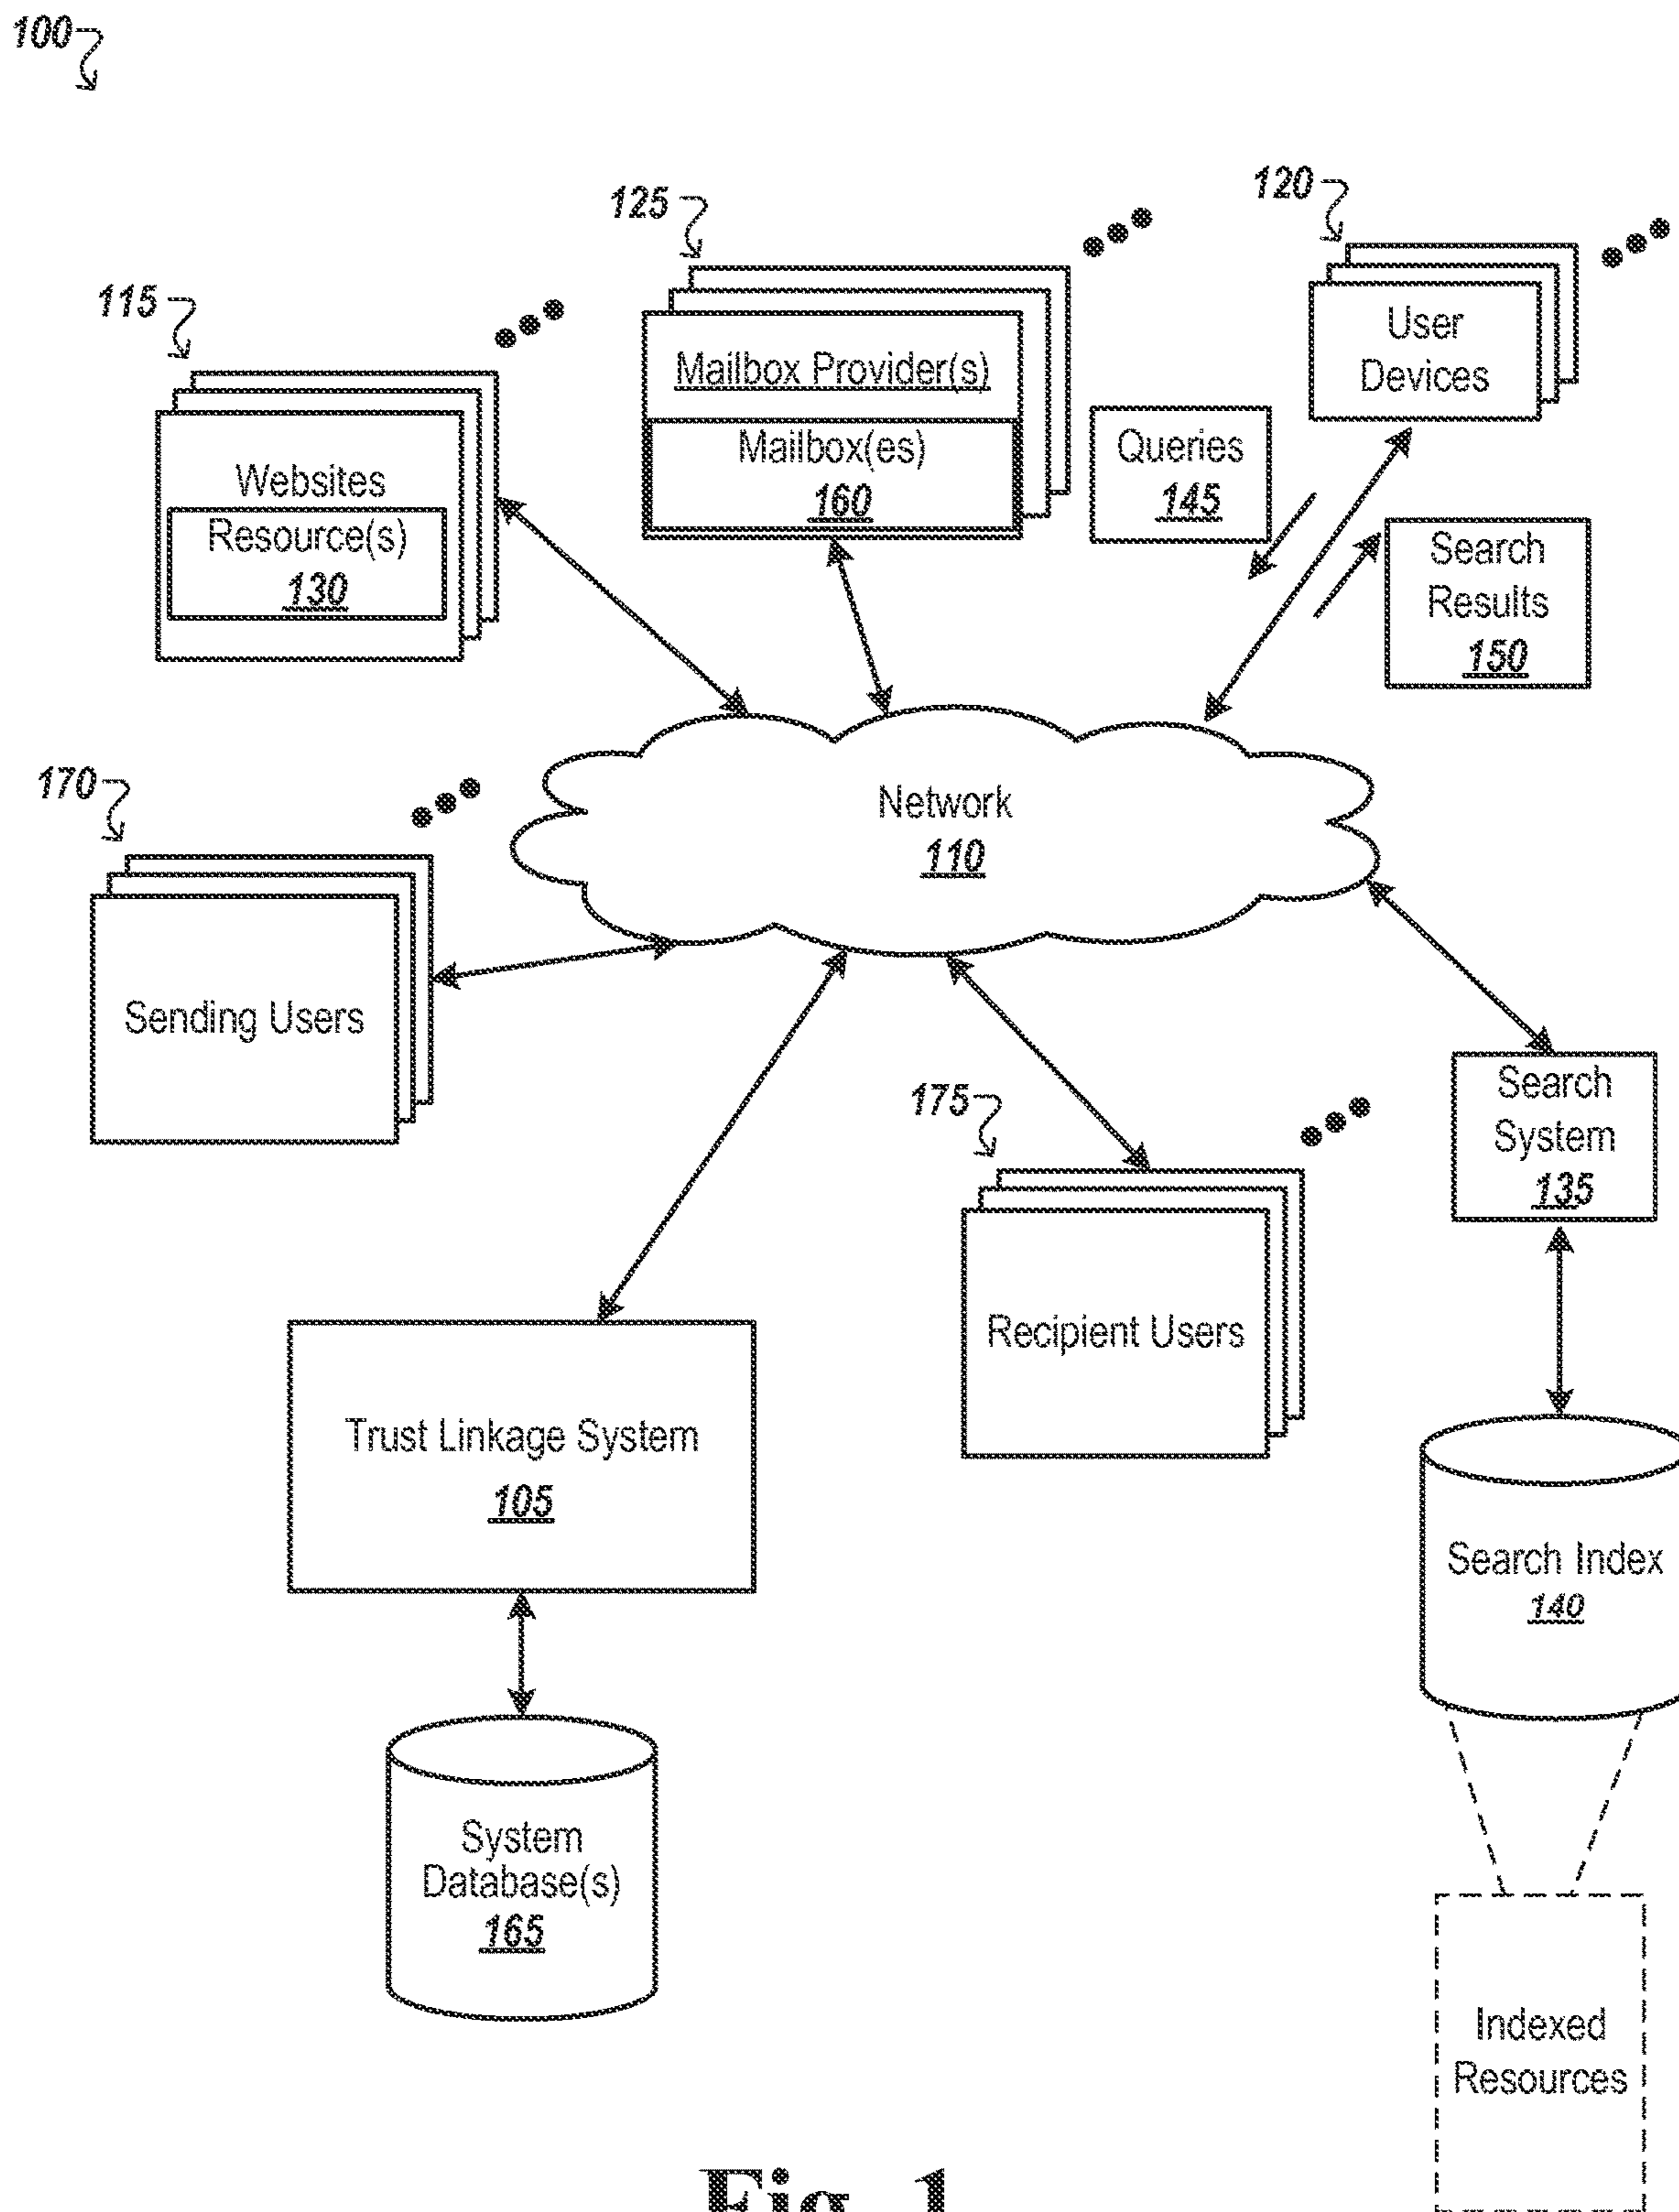 100
125
120
115
User
Devices
Mailbox Provider(s)
Mailbox(es)
160
Queries
145
Websites
Resource(s)
130
Search
Results
150
170
Network
110
Sending Users
175
Search
System
135
Recipient Users
Trust Linkage System
105
Search Index
140
System
Database(s)
165
Indexed
Resources
Fig. 1